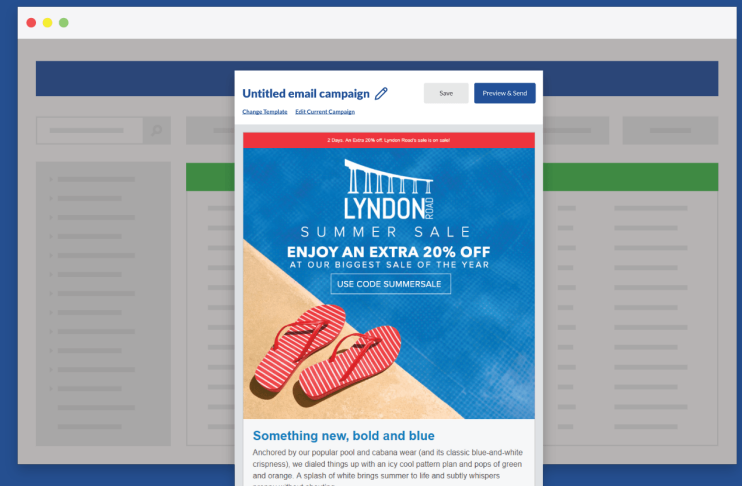 Untitled email campaign
Save
Preview & Send
Change Template Edit Current Campaign
2 Days. An Extra 20% off. Lyndon Road's sale is on sale!
LYNDON ROAD
SUMMER SALE
ENJOY AN EXTRA 20% OFF
AT OUR BIGGEST SALE OF THE YEAR
USE CODE SUMMERSALE
Something new, bold and blue
Anchored by our popular pool and cabana wear (and its classic blue-and-white
crispness), we dialed things up with an icy cool pattern plan and pops of green
and orange. A splash of white brings summer to life and subtly whispers